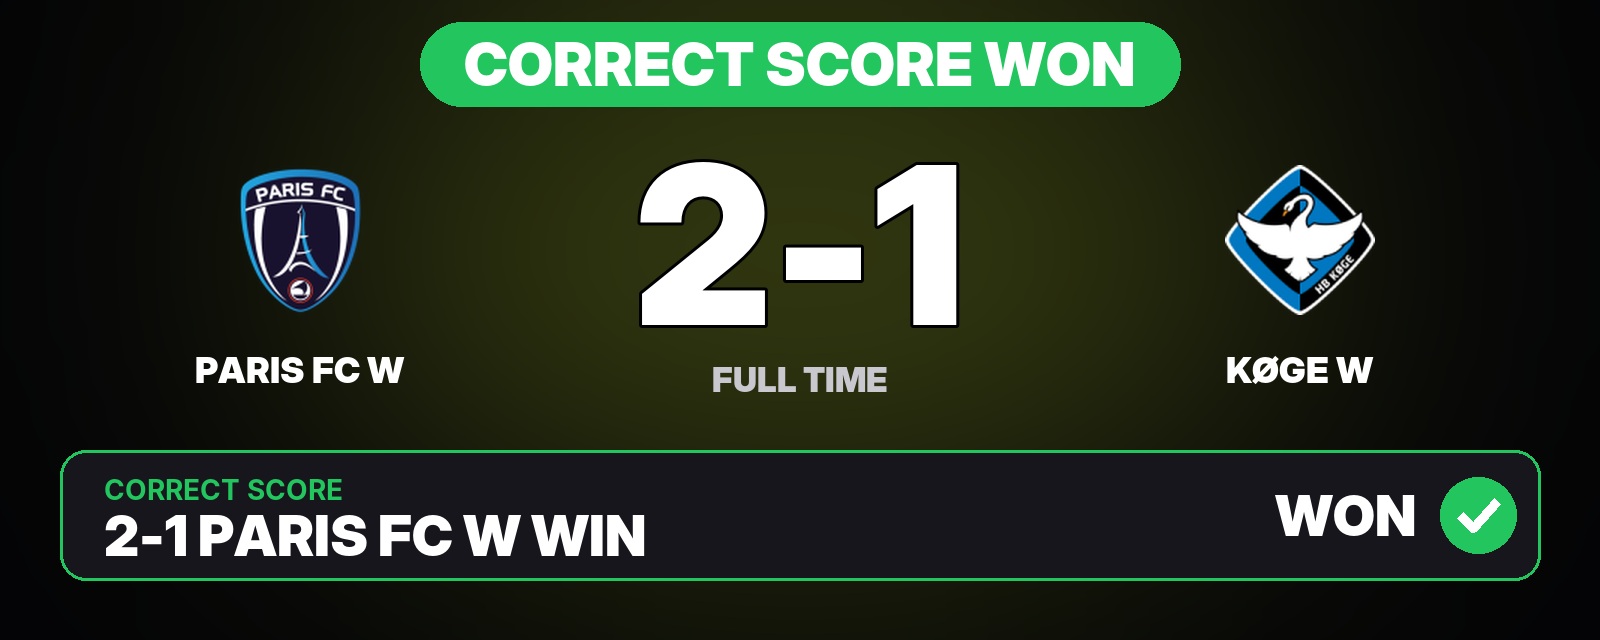 CORRECT SCORE WON
PARIS FC
2-1
HB KØGE
PARIS FC W
FULL TIME
KØGE W
CORRECT SCORE
2-1 PARIS FC W WIN
WON